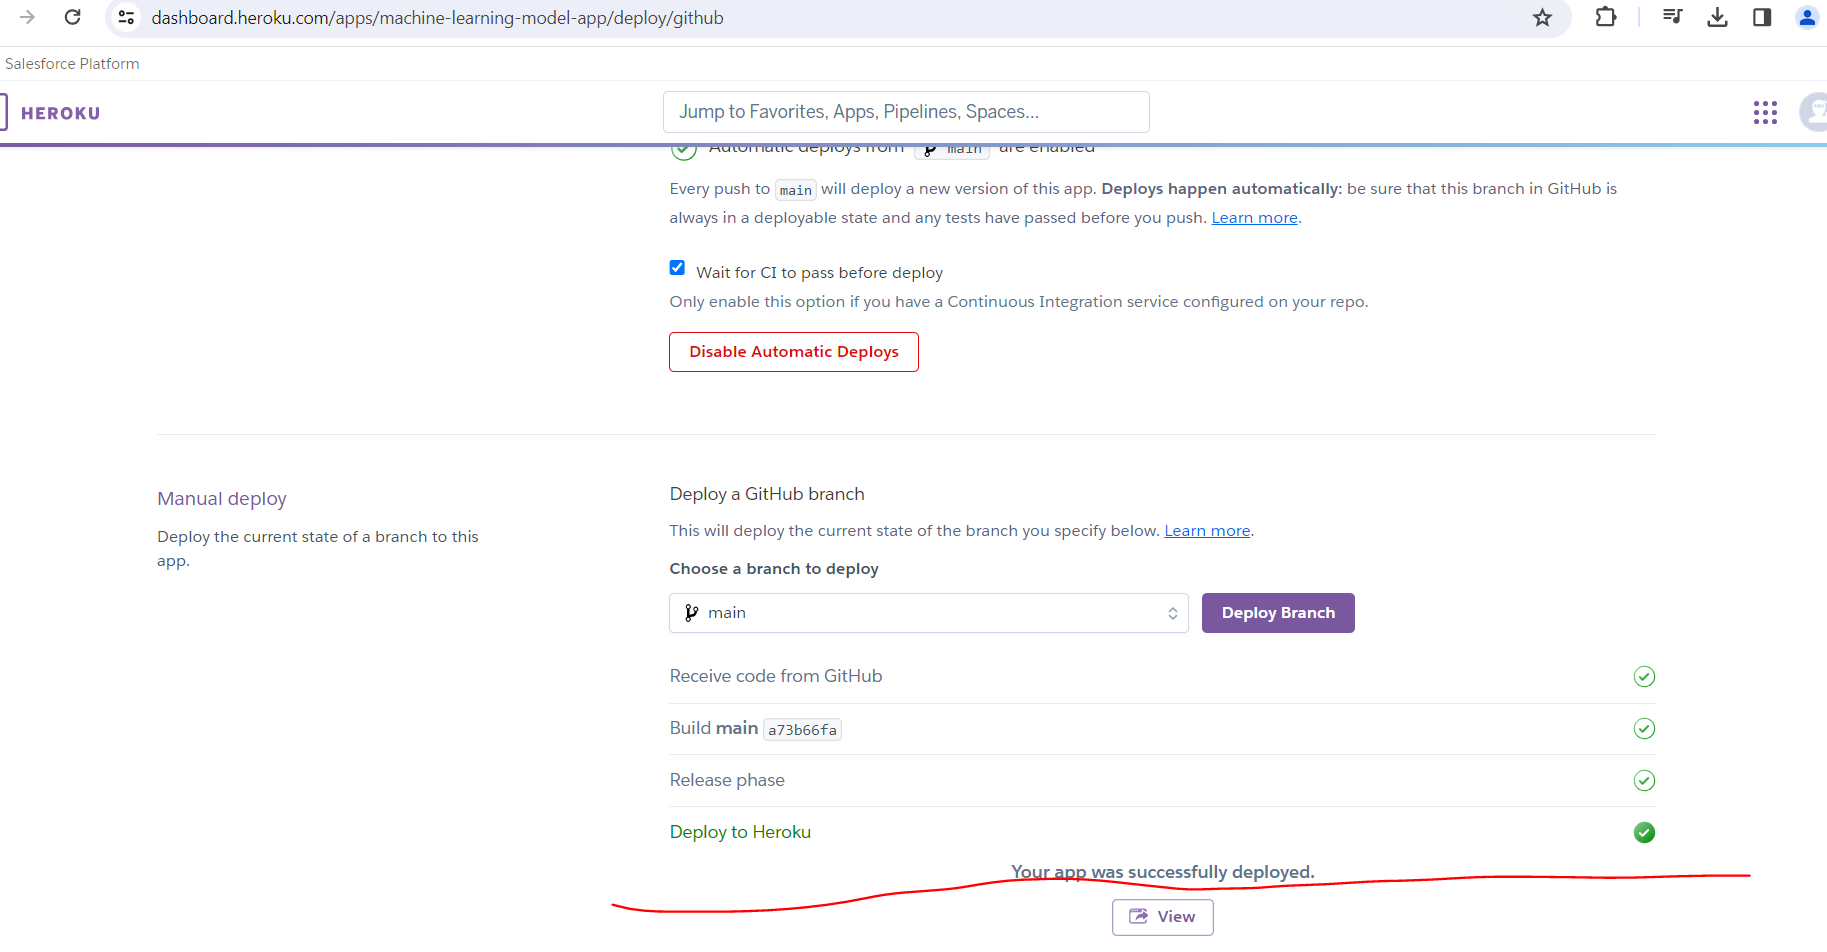 dashboard.heroku.com/apps/machine-learning-model-app/deploy/github
Salesforce Platform
HEROKU
Jump to Favorites, Apps, Pipelines, Spaces...
Automatic deploys from main are enabled
Every push to main will deploy a new version of this app. Deploys happen automatically: be sure that this branch in GitHub is
always in a deployable state and any tests have passed before you push. Learn more.
Wait for CI to pass before deploy
Only enable this option if you have a Continuous Integration service configured on your repo.
Disable Automatic Deploys
Manual deploy
Deploy the current state of a branch to this
app.
Deploy a GitHub branch
This will deploy the current state of the branch you specify below. Learn more.
Choose a branch to deploy
main
Deploy Branch
Receive code from GitHub
Build main a73b66fa
Release phase
Deploy to Heroku
Your app was successfully deployed.
View